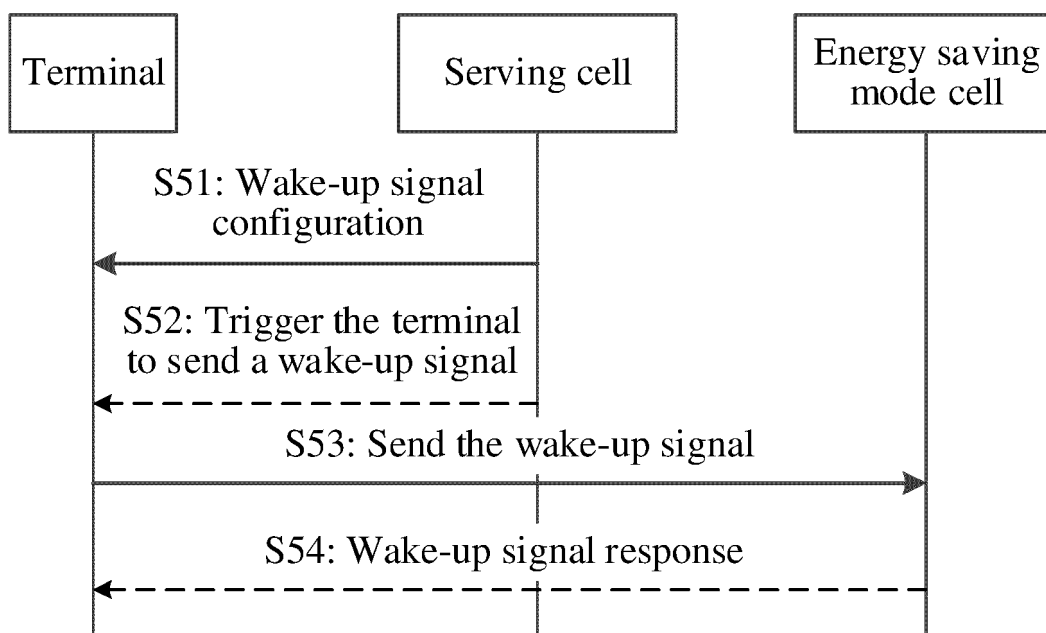 Terminal
Serving cell
Energy saving
mode cell
S51: Wake-up signal
configuration
S52: Trigger the terminal
to send a wake-up signal
S53: Send the wake-up signal
S54: Wake-up signal response